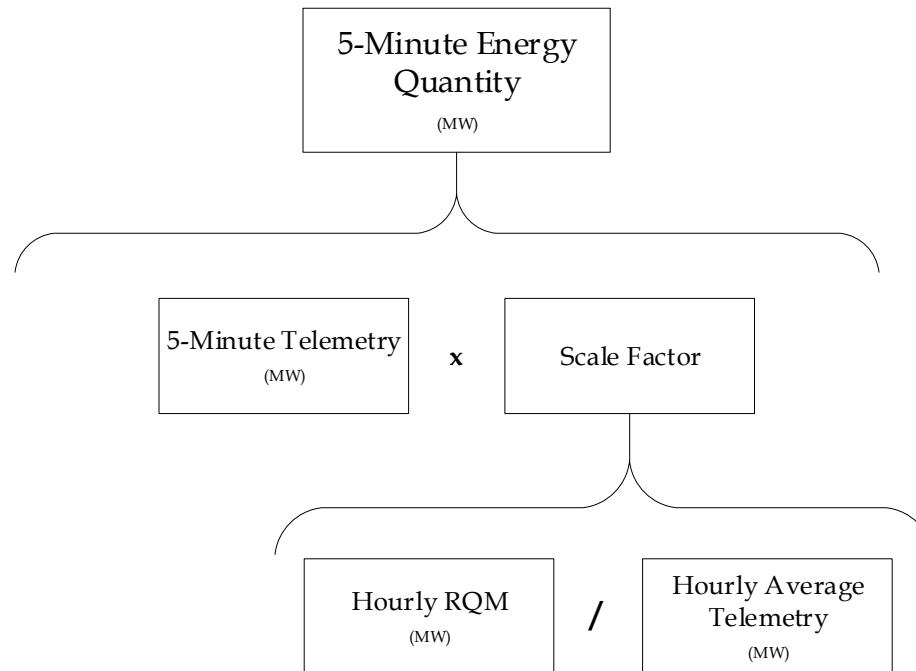 5-Minute Energy
Quantity
(MW)
5-Minute Telemetry
(MW)
x
Scale Factor
Hourly RQM
(MW)
/
Hourly Average
Telemetry
(MW)